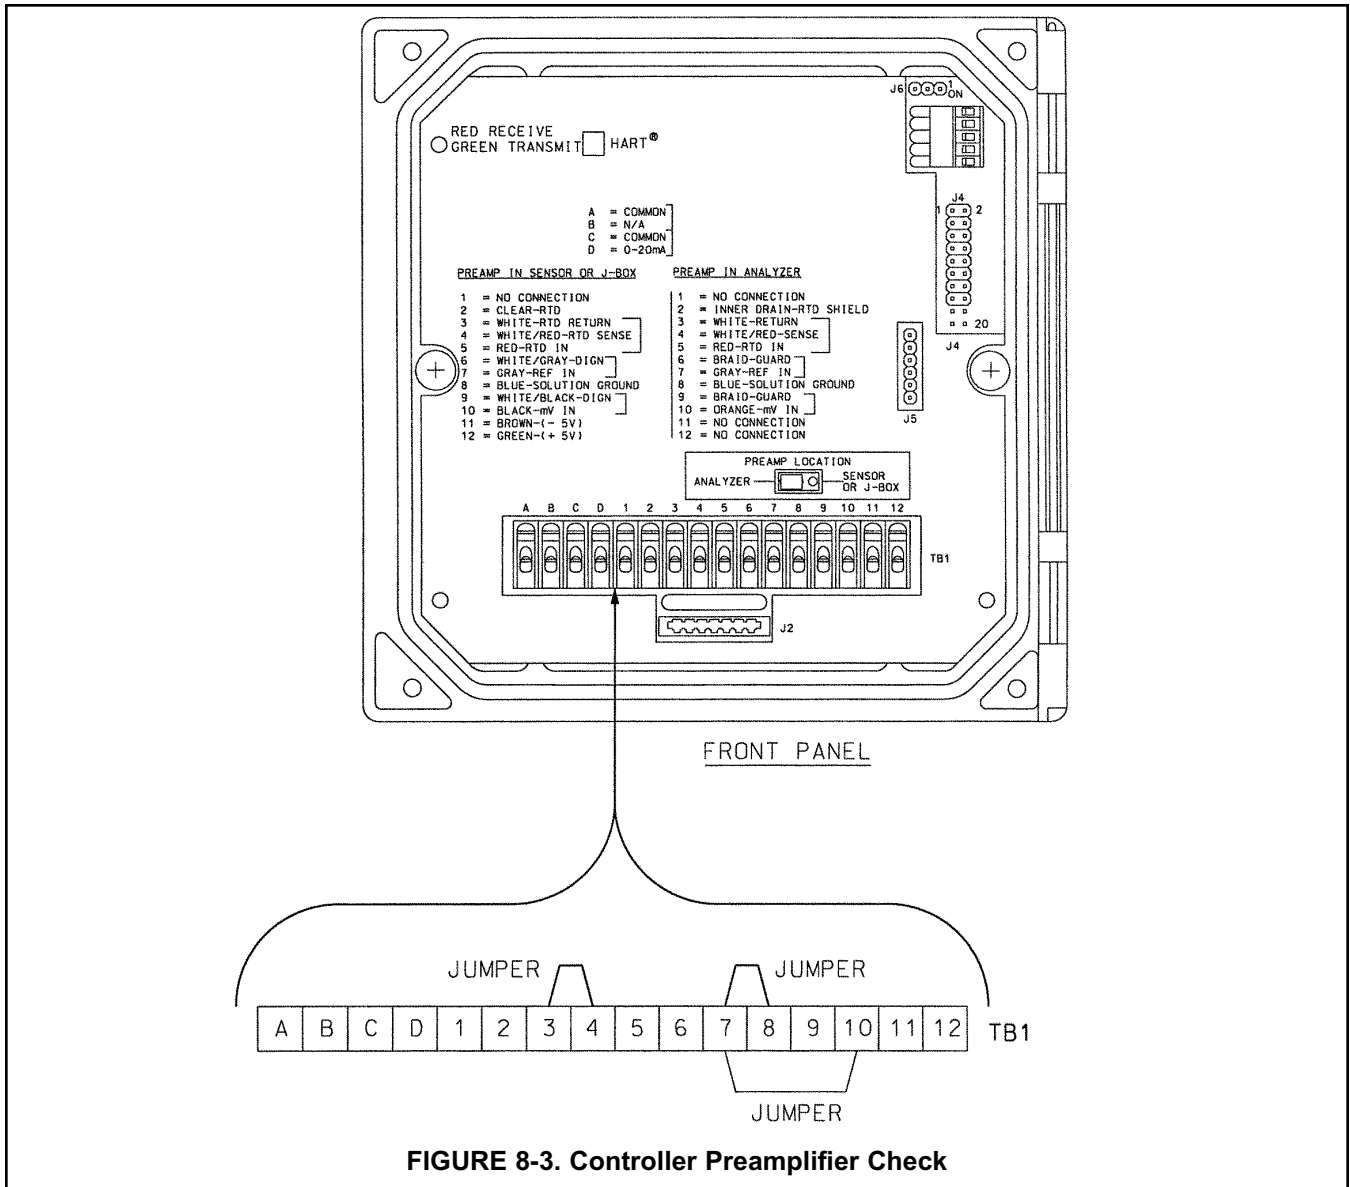 J6
1
ON
RED RECEIVE
GREEN TRANSMIT
HART®
J4
1 2
A = COMMON
B = N/A
C = COMMON
D = 0-20mA
PREAMP IN SENSOR OR J-BOX
1 = NO CONNECTION
2 = CLEAR-RTD
3 = WHITE-RTD RETURN
4 = WHITE/RED-RTD SENSE
5 = RED-RTD IN
6 = WHITE/GRAY-DIGN
7 = GRAY-REF IN
8 = BLUE-SOLUTION GROUND
9 = WHITE/BLACK-DIGN
10 = BLACK-mV IN
11 = BROWN-(- 5V)
12 = GREEN-(+ 5V)
PREAMP IN ANALYZER
1 = NO CONNECTION
2 = INNER DRAIN-RTD SHIELD
3 = WHITE-RETURN
4 = WHITE/RED-SENSE
5 = RED-RTD IN
6 = BRAID-GUARD
7 = GRAY-REF IN
8 = BLUE-SOLUTION GROUND
9 = BRAID-GUARD
10 = ORANGE-mV IN
11 = NO CONNECTION
12 = NO CONNECTION
20
J4
J5
PREAMP LOCATION
ANALYZER
SENSOR
OR J-BOX
A B C D 1 2 3 4 5 6 7 8 9 10 11 12
TB1
J2
FRONT PANEL
JUMPER
JUMPER
A B C D 1 2 3 4 5 6 7 8 9 10 11 12 TB1
JUMPER
FIGURE 8-3. Controller Preamplifier Check